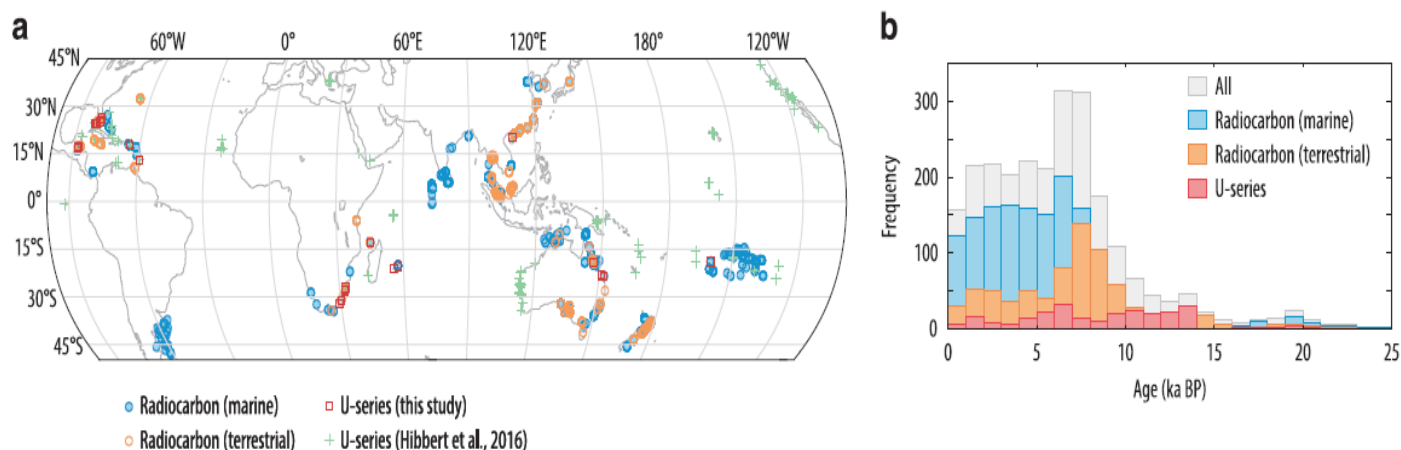 a
60°W 0° 60°E 120°E 180° 120°W
45°N
30°N
15°N
0°
15°S
30°S
45°S
Radiocarbon (marine) U-series (this study)
Radiocarbon (terrestrial) U-series (Hibbert et al., 2016)
b
All
Radiocarbon (marine)
Radiocarbon (terrestrial)
U-series
Frequency
300
200
100
0
0 5 10 15 20 25
Age (ka BP)